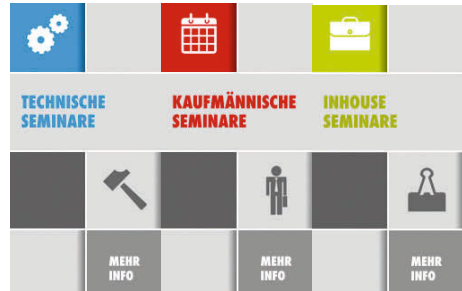 TECHNISCHE
SEMINARE
KAUFMÄNNISCHE
SEMINARE
INHOUSE
SEMINARE
MEHR
INFO
MEHR
INFO
MEHR
INFO